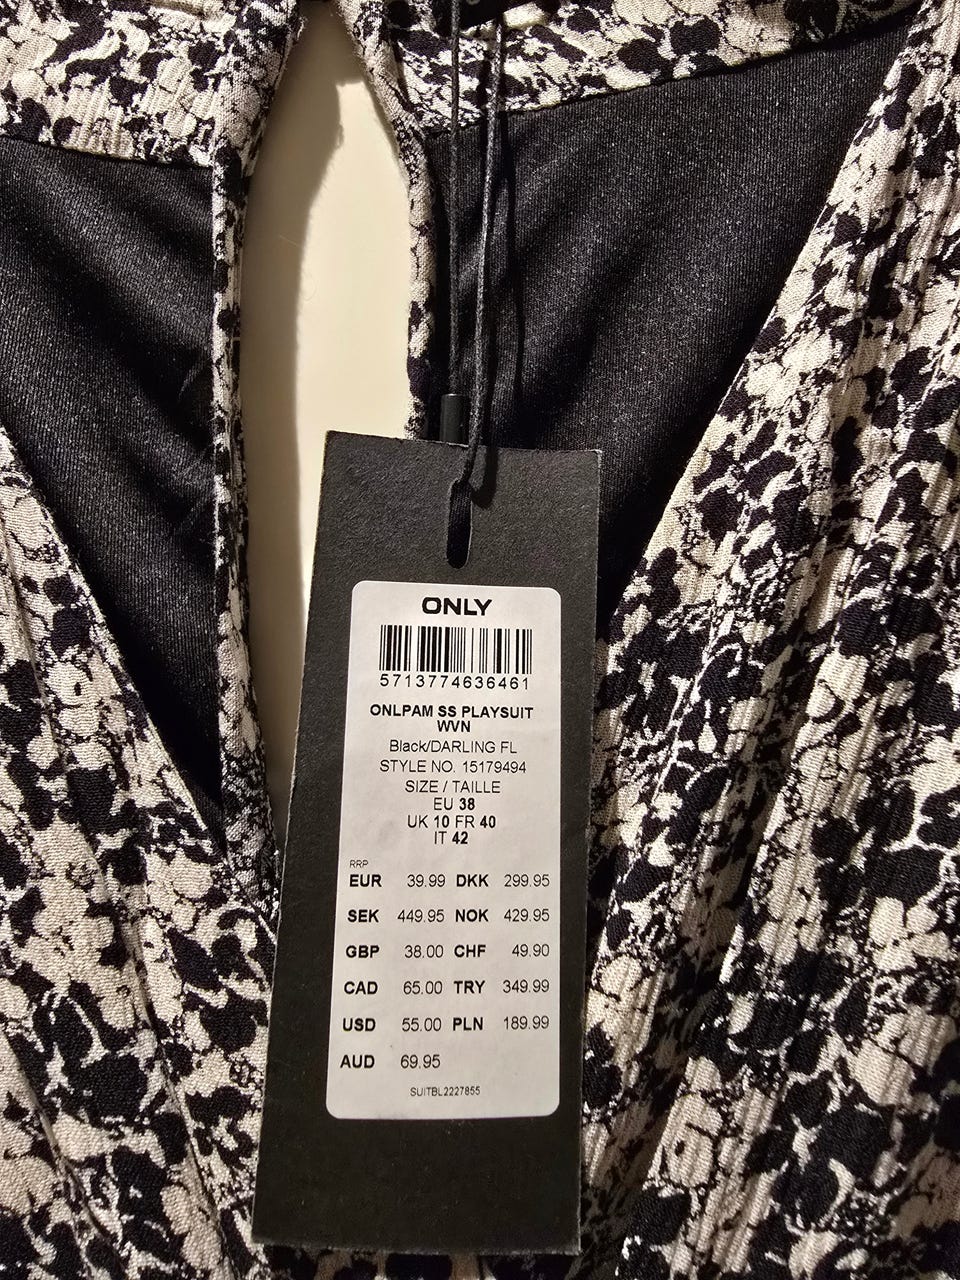 ONLY
5713774636461
ONLPAM SS PLAYSUIT
WVN
Black/DARLING FL
STYLE NO. 15179494
SIZE / TAILLE
EU 38
UK 10 FR 40
IT 42
RRP
EUR 39.99 DKK 299.95
SEK 449.95 NOK 429.95
GBP 38.00 CHF 49.90
CAD 65.00 TRY 349.99
USD 55.00 PLN 189.99
AUD 69.95
SUITBL2227855